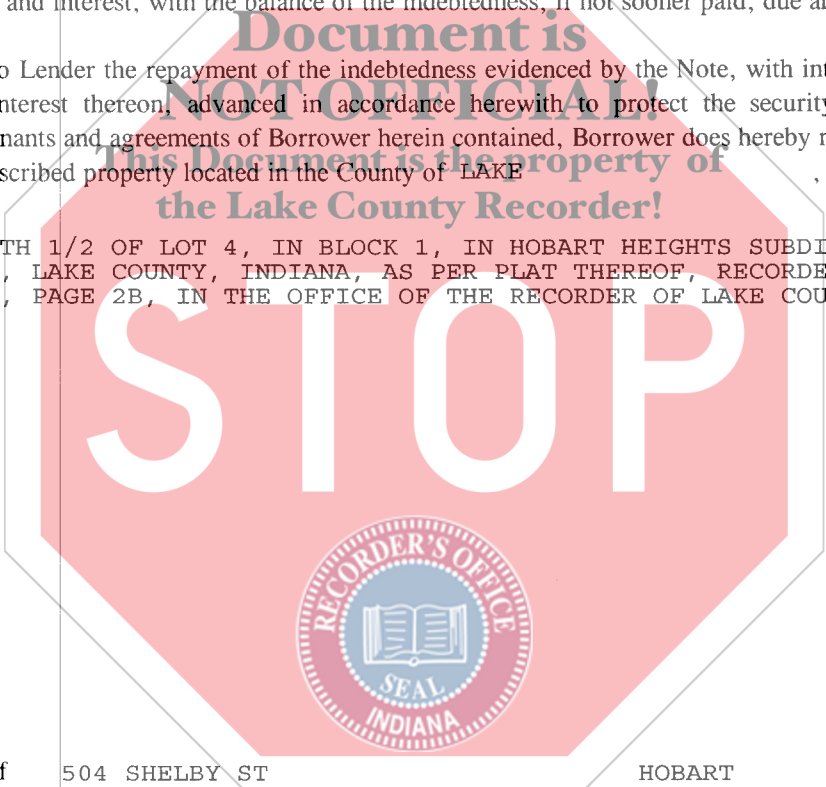 and interest, with the balance of the indebtedness, if not sooner paid, due
Document is
o Lender the repayment of the indebtedness evidenced by the Note, with
NOT OFFICIAL!
nterest thereon, advanced in accordance herewith to protect the security
nants and agreements of Borrower herein contained, Borrower does hereby
This Document is the property of
scribed property located in the County of LAKE ,
the Lake County Recorder!
TH 1/2 OF LOT 4, IN BLOCK 1, IN HOBART HEIGHTS SUBDI
, LAKE COUNTY, INDIANA, AS PER PLAT THEREOF, RECORDE
, PAGE 2B, IN THE OFFICE OF THE RECORDER OF LAKE COU
STOP
RECORDER'S OFFICE
SEAL
INDIANA
f 504 SHELBY ST HOBART